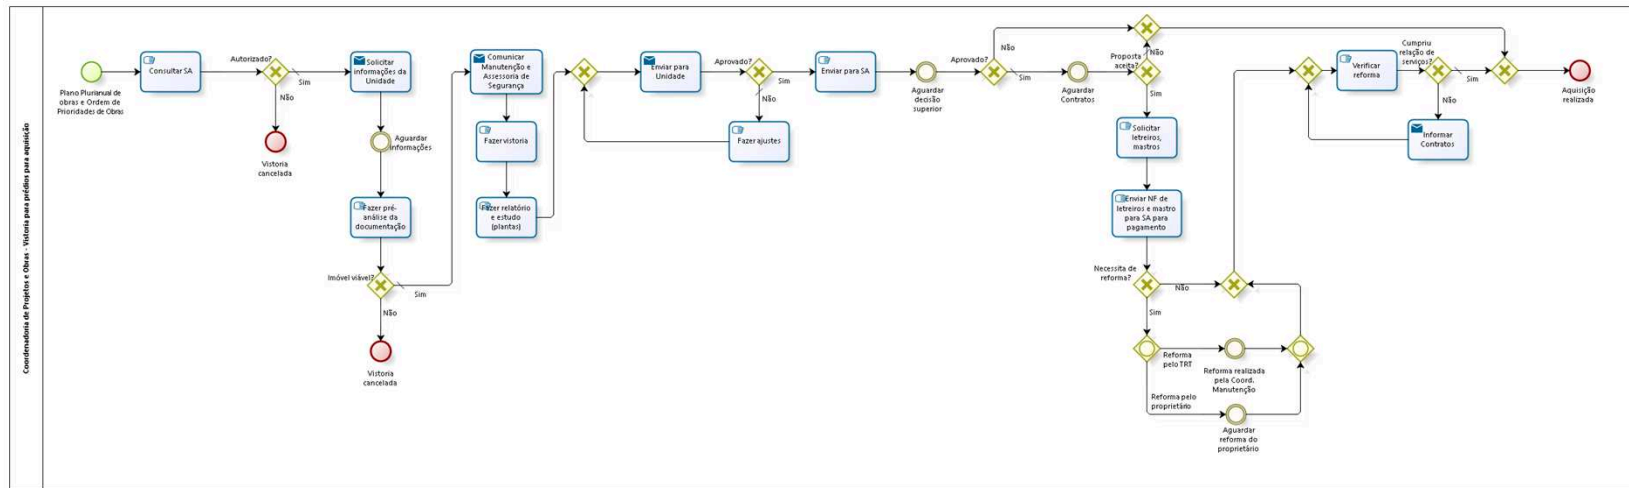 Coordenadoria de Projetos e Obras - Vistoria para prédios para aquisição
Plano Plurianual de
obras e Ordem de
Prioridades de Obras
Consultar SA
Autorizado?
Sim
Não
Vistoria
cancelada
Solicitar
informações da
Unidade
Aguardar
informações
Fazer pré-
análise da
documentação
Imóvel viável?
Sim
Não
Vistoria
cancelada
Comunicar
Manutenção e
Assessoria de
Segurança
Fazer vistoria
Fazer relatório
e estudo
(plantas)
Enviar para
Unidade
Aprovado?
Sim
Não
Fazer ajustes
Enviar para SA
Aguardar
decisão
superior
Aprovado?
Não
Sim
Aguardar
Contratos
Proposta
aceita?
Não
Sim
Solicitar
letreiros,
mastros
Enviar NF de
letreiros e mastro
para SA para
pagamento
Necessita de
reforma?
Não
Sim
Reforma
pelo TRT
Reforma realizada
pela Coord.
Manutenção
Reforma pelo
proprietário
Aguardar
reforma do
proprietário
Verificar
reforma
Cumpriu
relação de
serviços?
Sim
Não
Informar
Contratos
Aquisição
realizada